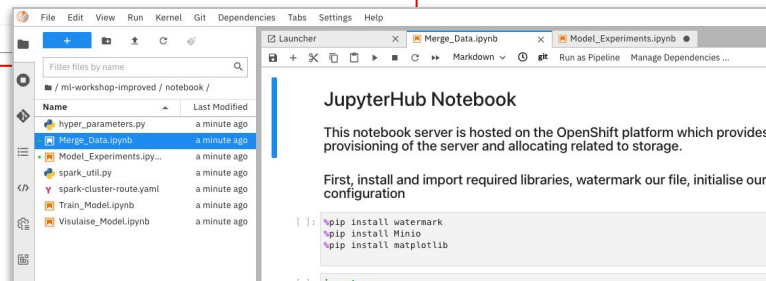 File Edit View Run Kernel Git Dependencies Tabs Settings Help
Launcher Merge_Data.ipynb Model_Experiments.ipynb
Markdown git Run as Pipeline Manage Dependencies ...
Filter files by name
/ ml-workshop-improved / notebook /
Name Last Modified
hyper_parameters.py a minute ago
Merge_Data.ipynb a minute ago
Model_Experiments.ipy... a minute ago
spark_util.py a minute ago
spark-cluster-route.yaml a minute ago
Train_Model.ipynb a minute ago
Visulaise_Model.ipynb a minute ago
JupyterHub Notebook
This notebook server is hosted on the OpenShift platform which provides
provisioning of the server and allocating related to storage.
First, install and import required libraries, watermark our file, initialise our
configuration
[ ]: %pip install watermark
%pip install Minio
%pip install matplotlib